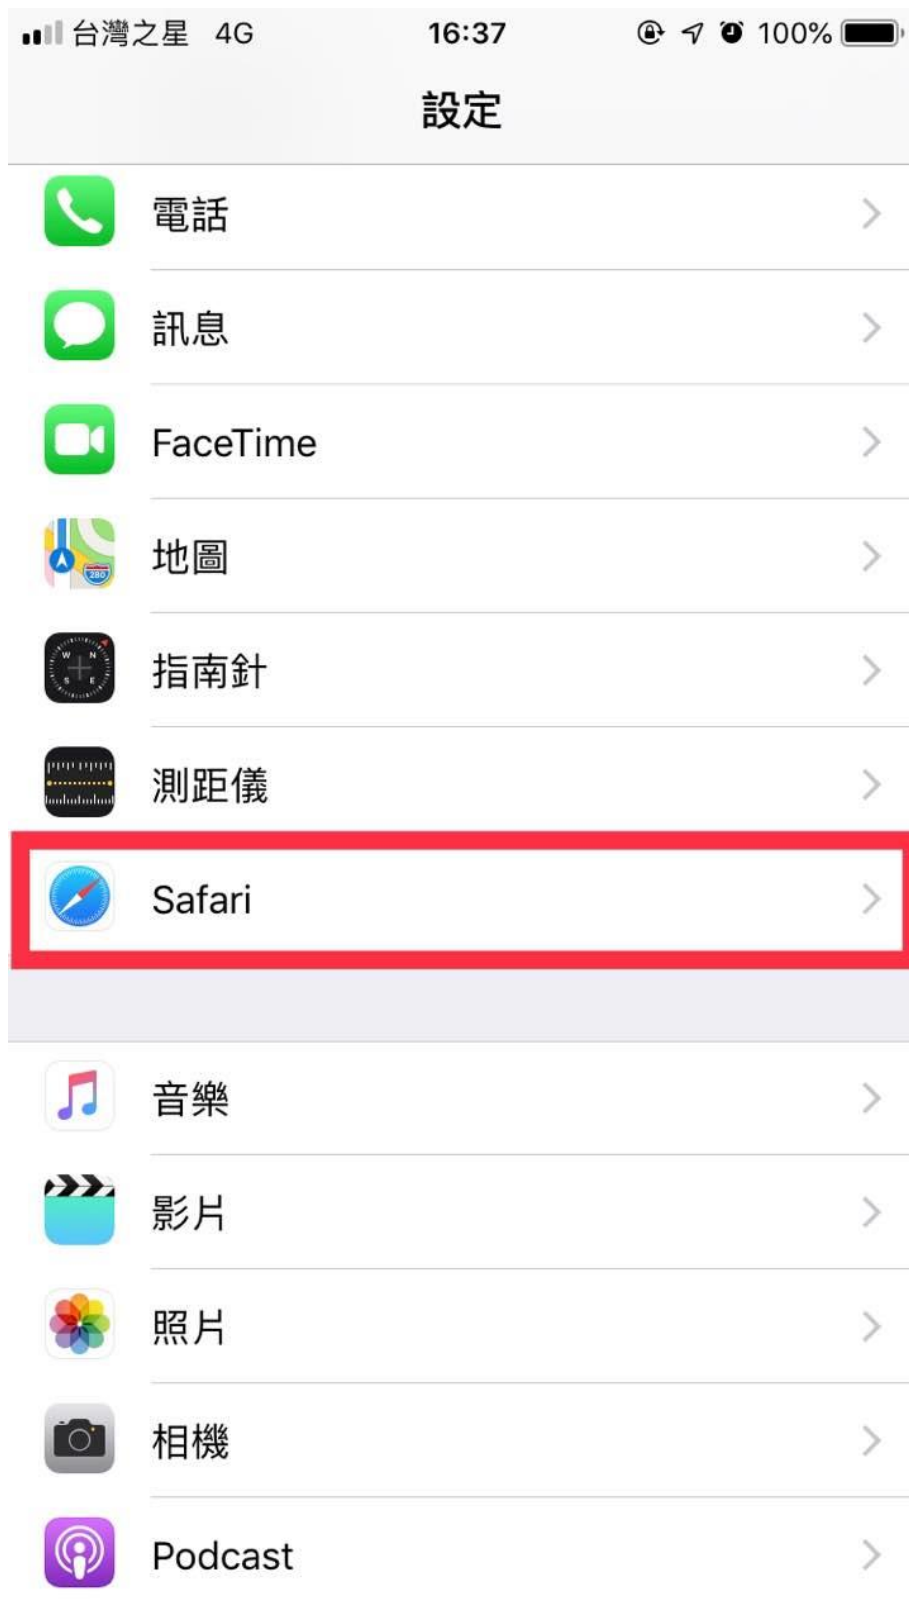 台灣之星 4G 16:37 100%
設定
電話
訊息
FaceTime
地圖
280
指南針
W N
S E
測距儀
Safari
音樂
影片
照片
相機
Podcast